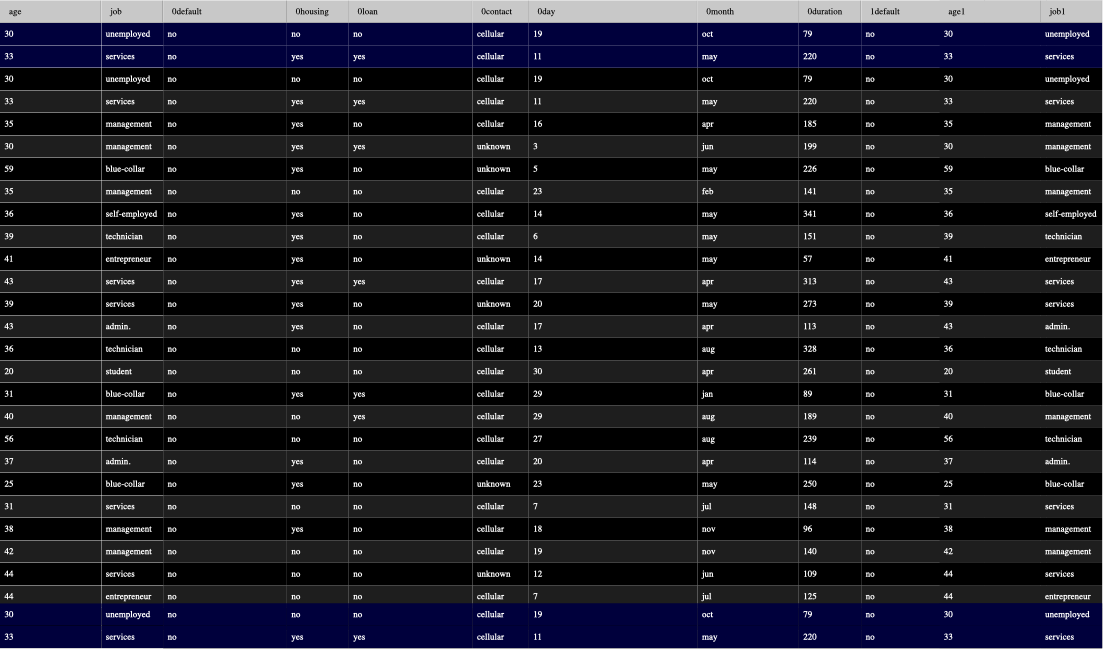 age job 0default 0housing 0loan 0contact 0day 0month 0duration 1default age1 job1
30 unemployed no no no cellular 19 oct 79 no 30 unemployed
33 services no yes yes cellular 11 may 220 no 33 services
30 unemployed no no no cellular 19 oct 79 no 30 unemployed
33 services no yes yes cellular 11 may 220 no 33 services
35 management no yes no cellular 16 apr 185 no 35 management
30 management no yes yes unknown 3 jun 199 no 30 management
59 blue-collar no yes no unknown 5 may 226 no 59 blue-collar
35 management no no no cellular 23 feb 141 no 35 management
36 self-employed no yes no cellular 14 may 341 no 36 self-employed
39 technician no yes no cellular 6 may 151 no 39 technician
41 entrepreneur no yes no unknown 14 may 57 no 41 entrepreneur
43 services no yes yes cellular 17 apr 313 no 43 services
39 services no yes no unknown 20 may 273 no 39 services
43 admin. no yes no cellular 17 apr 113 no 43 admin.
36 technician no no no cellular 13 aug 328 no 36 technician
20 student no no no cellular 30 apr 261 no 20 student
31 blue-collar no yes yes cellular 29 jan 89 no 31 blue-collar
40 management no no yes cellular 29 aug 189 no 40 management
56 technician no no no cellular 27 aug 239 no 56 technician
37 admin. no yes no cellular 20 apr 114 no 37 admin.
25 blue-collar no yes no unknown 23 may 250 no 25 blue-collar
31 services no no no cellular 7 jul 148 no 31 services
38 management no yes no cellular 18 nov 96 no 38 management
42 management no no no cellular 19 nov 140 no 42 management
44 services no no no unknown 12 jun 109 no 44 services
44 entrepreneur no no no cellular 7 jul 125 no 44 entrepreneur
30 unemployed no no no cellular 19 oct 79 no 30 unemployed
33 services no yes yes cellular 11 may 220 no 33 services